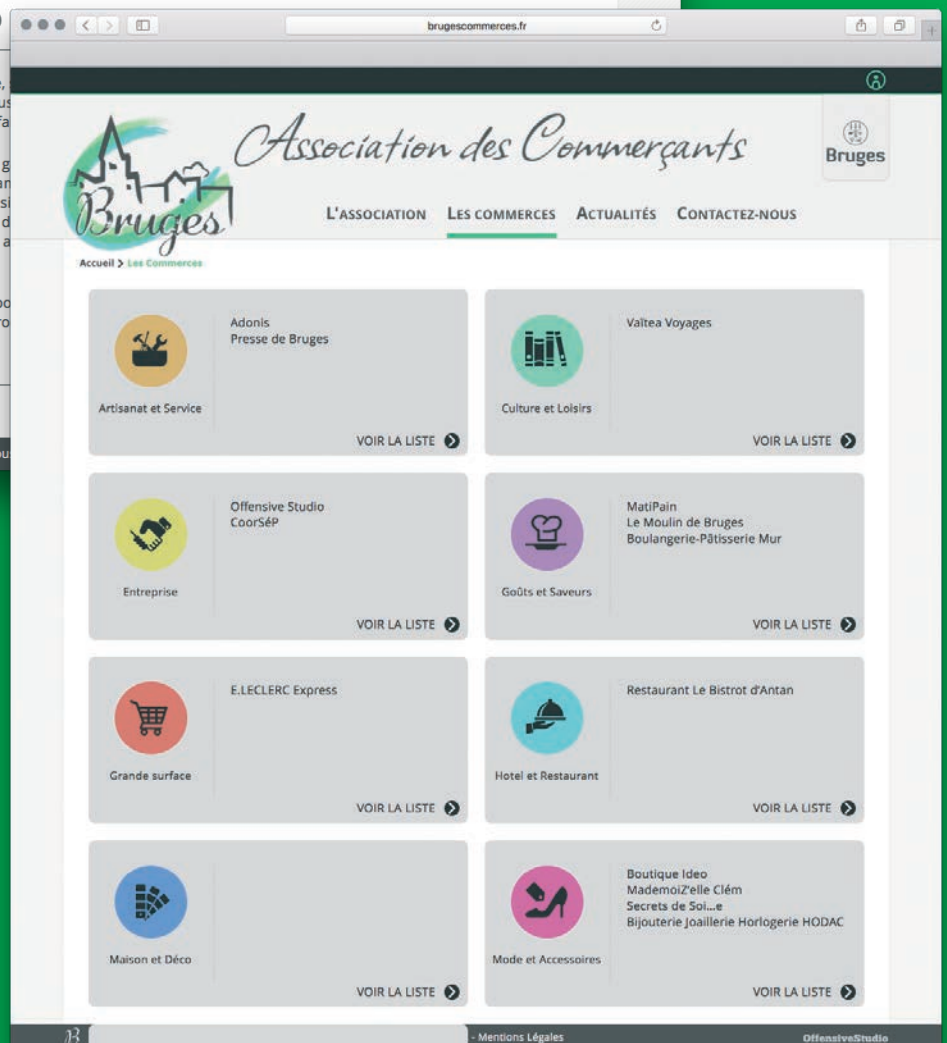 brugescommerces.fr
Association des Commerçants
Bruges
Bruges
L'ASSOCIATION LES COMMERCES ACTUALITÉS CONTACTEZ-NOUS
Accueil > Les Commerces
Adonis
Presse de Bruges
Artisanat et Service
VOIR LA LISTE
Vaïtea Voyages
Culture et Loisirs
VOIR LA LISTE
Offensive Studio
CoorSéP
Entreprise
VOIR LA LISTE
MatiPain
Le Moulin de Bruges
Boulangerie-Pâtisserie Mur
Goûts et Saveurs
VOIR LA LISTE
E.LECLERC Express
Grande surface
VOIR LA LISTE
Restaurant Le Bistrot d'Antan
Hotel et Restaurant
VOIR LA LISTE
Maison et Déco
VOIR LA LISTE
Boutique Ideo
MademoiZ'elle Clém
Secrets de Soi...e
Bijouterie Joaillerie Horlogerie HODAC
Mode et Accessoires
VOIR LA LISTE
B
- Mentions Légales
OffensiveStudio